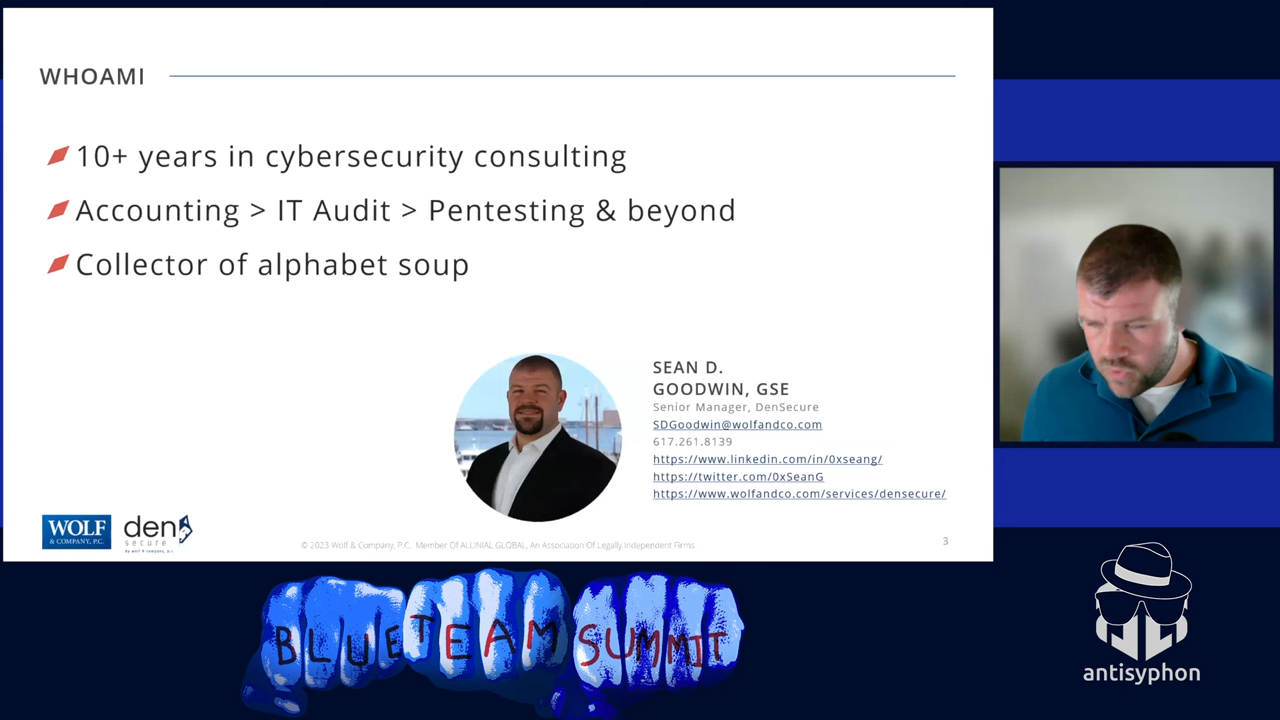 WHOAMI
10+ years in cybersecurity consulting
Accounting > IT Audit > Pentesting & beyond
Collector of alphabet soup
SEAN D.
GOODWIN, GSE
Senior Manager, DenSecure
SDGoodwin@wolfandco.com
617.261.8139
https://www.linkedin.com/in/0xseang/
https://twitter.com/0xSeanG
https://www.wolfandco.com/services/densecure/
WOLF
& COMPANY, P.C.
den
secure
by wolf & company, p.c.
© 2023 Wolf & Company, P.C. Member Of ALLINIAL GLOBAL, An Association Of Legally Independent Firms
3
BLUE TEAM SUMMIT
antisyphon